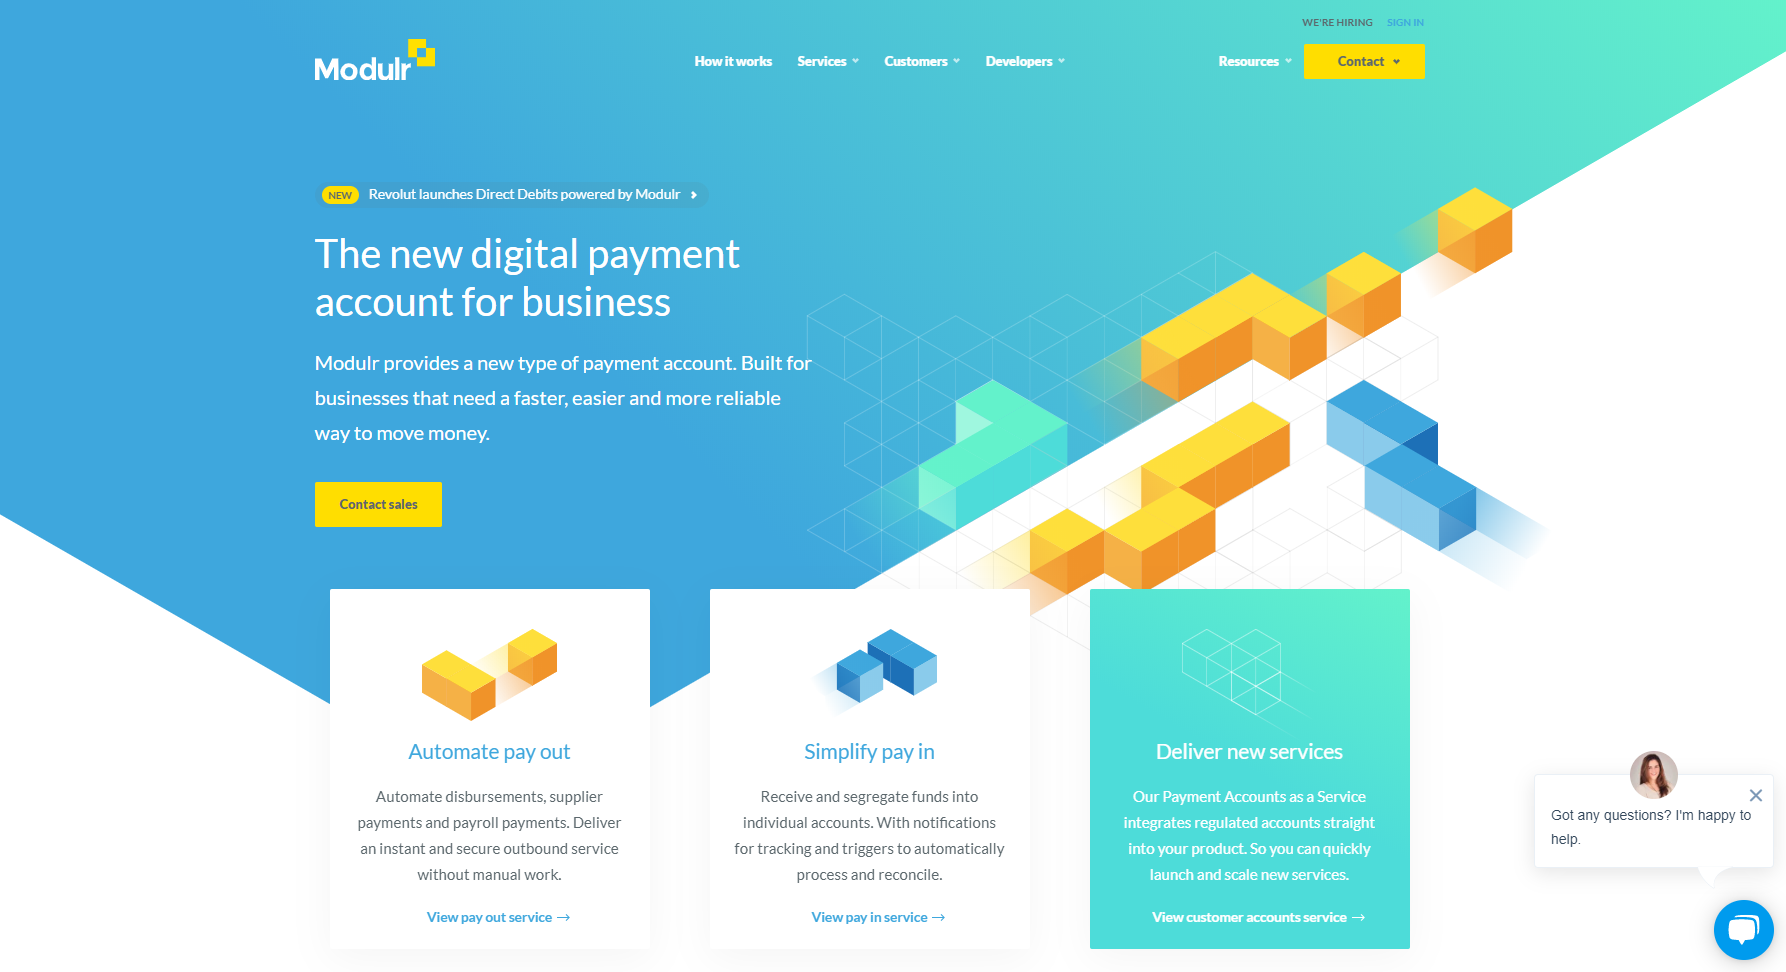 WE'RE HIRING SIGN IN
Modulr
How it works Services Customers Developers Resources Contact
NEW Revolut launches Direct Debits powered by Modulr
The new digital payment
account for business
Modulr provides a new type of payment account. Built for
businesses that need a faster, easier and more reliable
way to move money.
Contact sales
Automate pay out
Automate disbursements, supplier
payments and payroll payments. Deliver
an instant and secure outbound service
without manual work.
View pay out service →
Simplify pay in
Receive and segregate funds into
individual accounts. With notifications
for tracking and triggers to automatically
process and reconcile.
View pay in service →
Deliver new services
Our Payment Accounts as a Service
integrates regulated accounts straight
into your product. So you can quickly
launch and scale new services.
View customer accounts service →
Got any questions? I'm happy to
help.